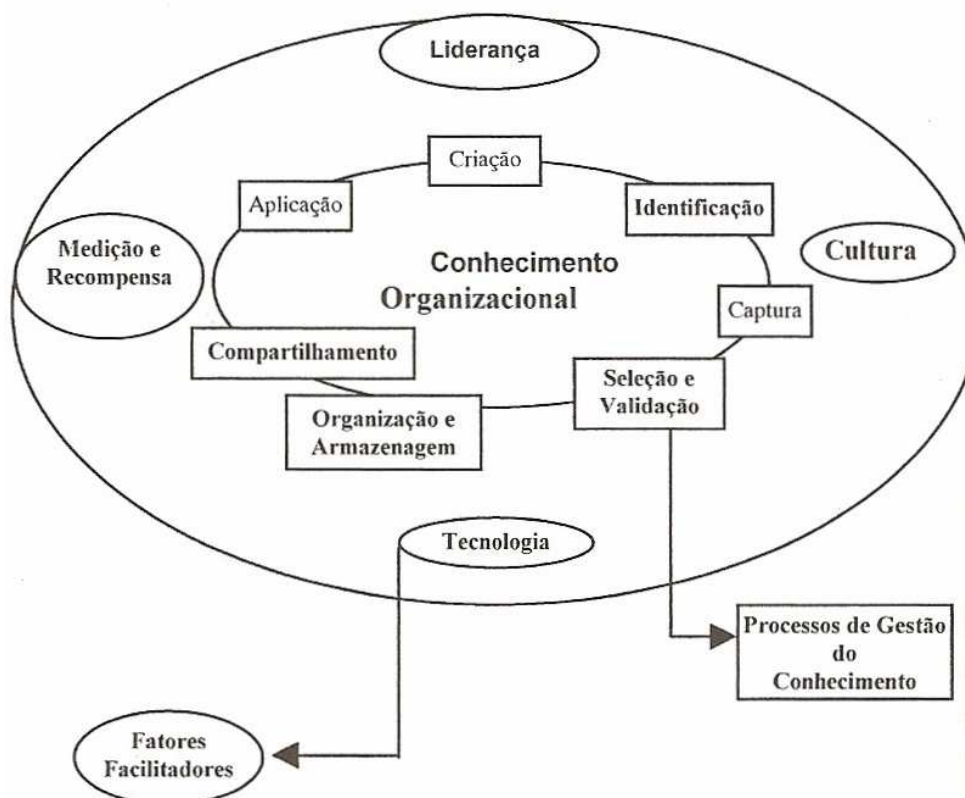 Liderança
Criação
Aplicação
Identificação
Medição e
Recompensa
Conhecimento
Organizacional
Cultura
Captura
Compartilhamento
Seleção e
Validação
Organização e
Armazenagem
Tecnologia
Processos de Gestão
do
Conhecimento
Fatores
Facilitadores